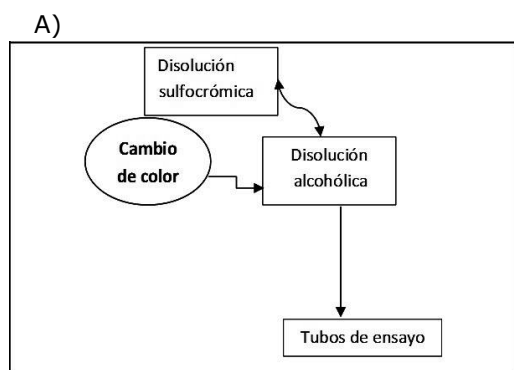 A)
Disolución
sulfocrómica
Cambio
de color
Disolución
alcohólica
Tubos de ensayo